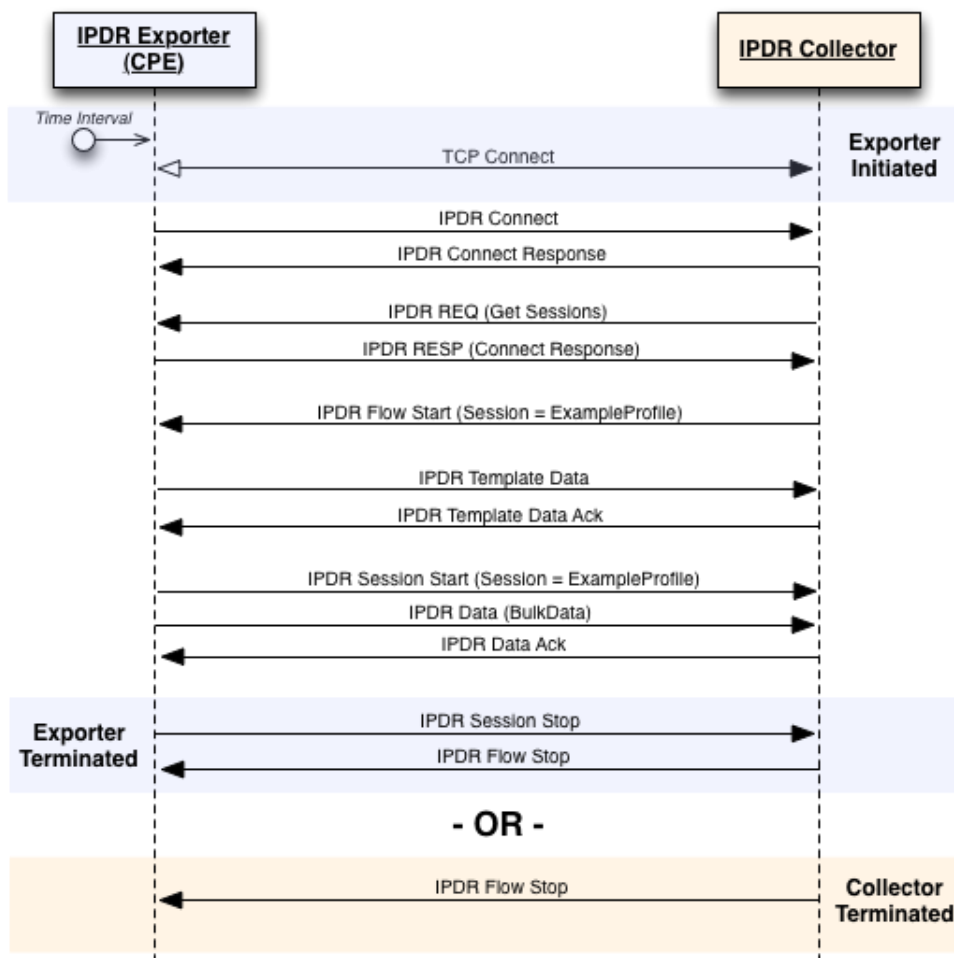 IPDR Exporter
(CPE)
IPDR Collector
Time Interval
TCP Connect
Exporter
Initiated
IPDR Connect
IPDR Connect Response
IPDR REQ (Get Sessions)
IPDR RESP (Connect Response)
IPDR Flow Start (Session = ExampleProfile)
IPDR Template Data
IPDR Template Data Ack
IPDR Session Start (Session = ExampleProfile)
IPDR Data (BulkData)
IPDR Data Ack
Exporter
Terminated
IPDR Session Stop
IPDR Flow Stop
- OR -
IPDR Flow Stop
Collector
Terminated